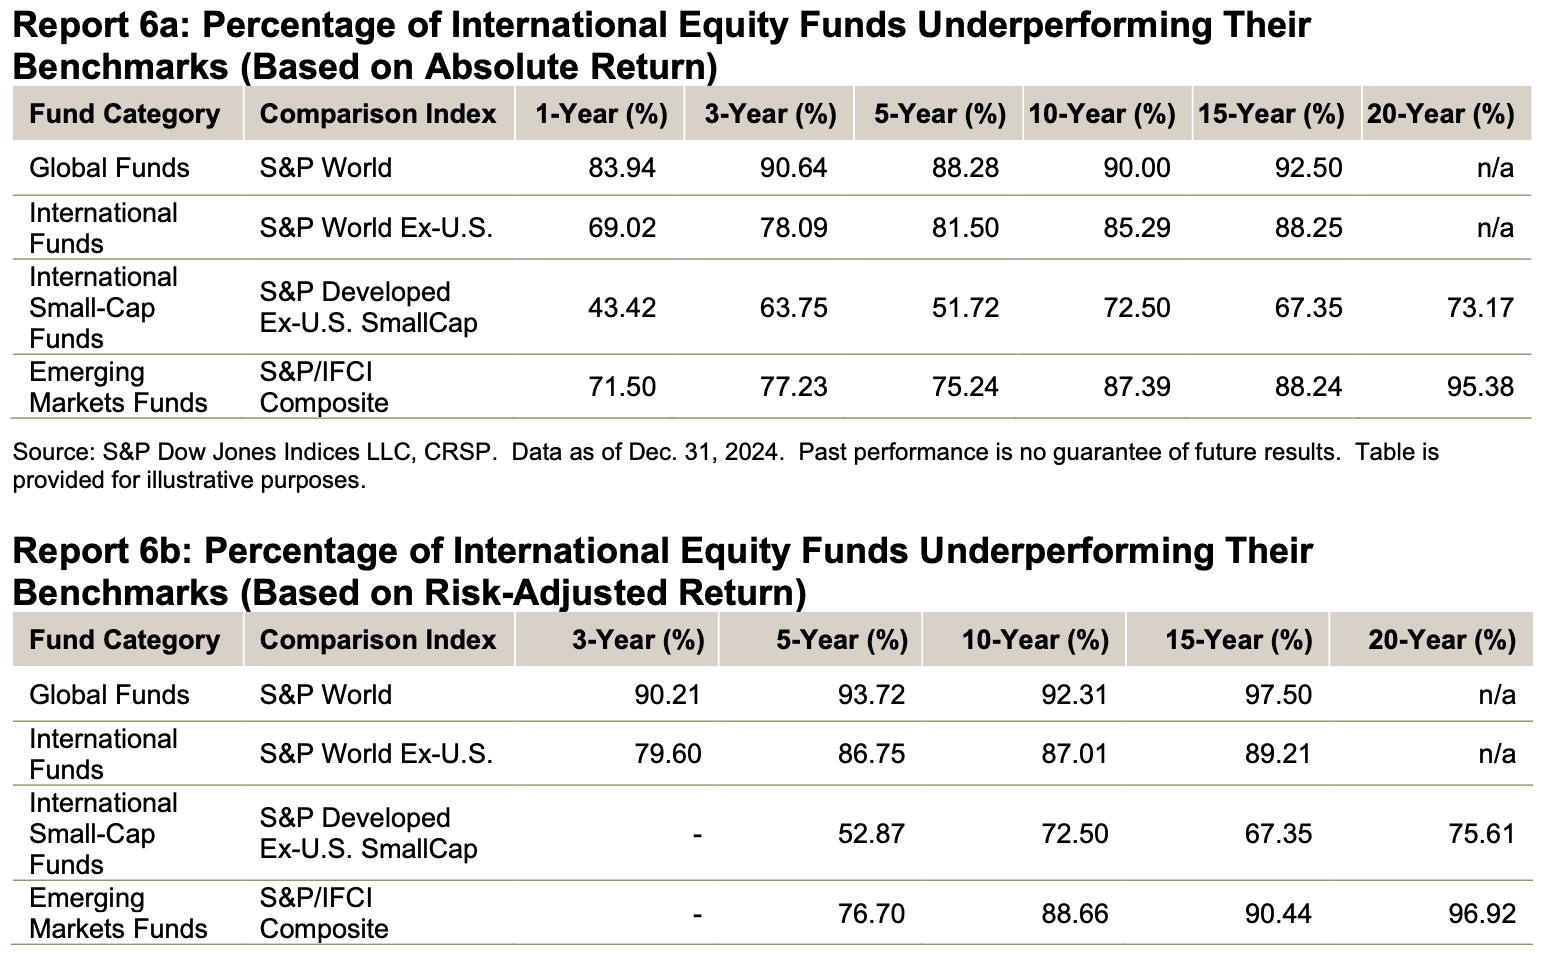 Report 6a: Percentage of International Equity Funds Underperforming Their
Benchmarks (Based on Absolute Return)
Fund Category Comparison Index 1-Year (%) 3-Year (%) 5-Year (%) 10-Year (%) 15-Year (%) 20-Year (%)
Global Funds S&P World 83.94 90.64 88.28 90.00 92.50 n/a
International
Funds
S&P World Ex-U.S. 69.02 78.09 81.50 85.29 88.25 n/a
International
Small-Cap
Funds
S&P Developed
Ex-U.S. SmallCap
43.42 63.75 51.72 72.50 67.35 73.17
Emerging
Markets Funds
S&P/IFCI
Composite
71.50 77.23 75.24 87.39 88.24 95.38
Source: S&P Dow Jones Indices LLC, CRSP.  Data as of Dec. 31, 2024.  Past performance is no guarantee of future results.  Table is
provided for illustrative purposes.
Report 6b: Percentage of International Equity Funds Underperforming Their
Benchmarks (Based on Risk-Adjusted Return)
Fund Category Comparison Index 3-Year (%) 5-Year (%) 10-Year (%) 15-Year (%) 20-Year (%)
Global Funds S&P World 90.21 93.72 92.31 97.50 n/a
International
Funds
S&P World Ex-U.S. 79.60 86.75 87.01 89.21 n/a
International
Small-Cap
Funds
S&P Developed
Ex-U.S. SmallCap
- 52.87 72.50 67.35 75.61
Emerging
Markets Funds
S&P/IFCI
Composite
- 76.70 88.66 90.44 96.92